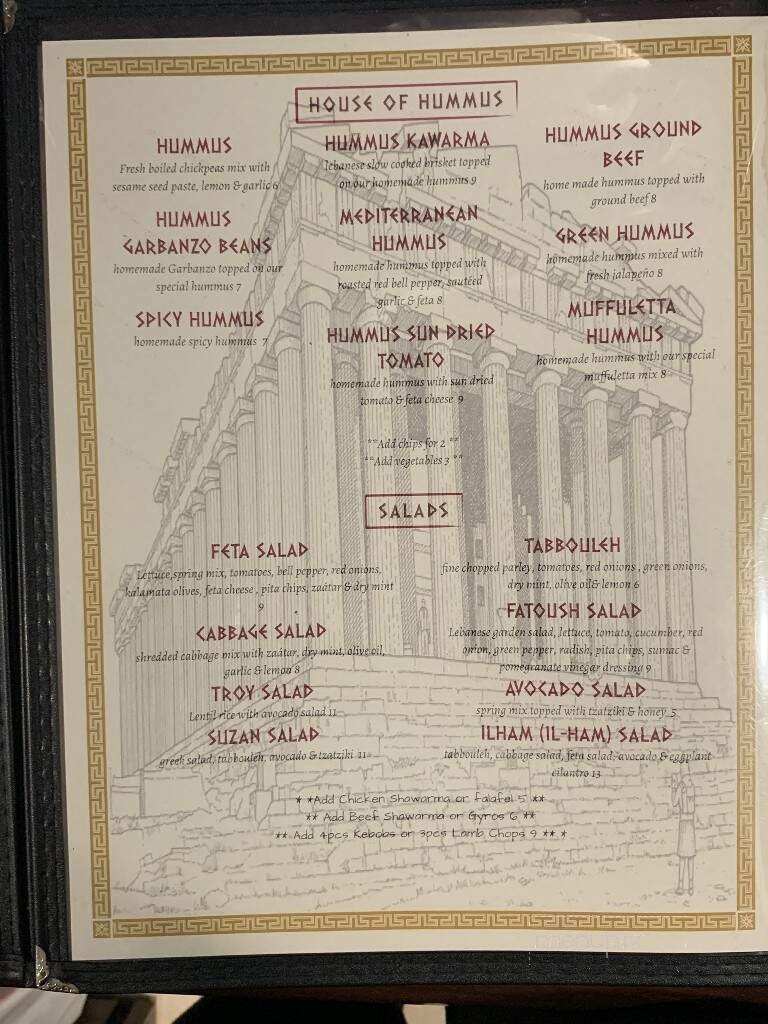 HOUSE OF HUMMUS
HUMMUS
Fresh boiled chickpeas mix with
sesame seed paste, lemon & garlic 6
HUMMUS
GARBANZO BEANS
homemade Garbanzo topped on our
special hummus 7
SPICY HUMMUS
homemade spicy hummus 7
HUMMUS KAWARMA
lebanese slow cooked brisket topped
on our homemade hummus 9
MEDITERRANEAN
HUMMUS
homemade hummus topped with
roasted red bell pepper, sautéed
garlic & feta 8
HUMMUS SUN DRIED
TOMATO
homemade hummus with sun dried
tomato & feta cheese 9
HUMMUS GROUND
BEEF
home made hummus topped with
ground beef 8
GREEN HUMMUS
homemade hummus mixed with
fresh jalapeño 8
MUFFULETTA
HUMMUS
homemade hummus with our special
muffuletta mix 8
**Add chips for 2 **
**Add vegetables 3 **
SALADS
FETA SALAD
Lettuce,spring mix, tomatoes, bell pepper, red onions,
kalamata olives, feta cheese , pita chips, zaátar & dry mint
9
CABBAGE SALAD
shredded cabbage mix with zaátar, dry mint, olive oil,
garlic & lemon 8
TROY SALAD
Lentil rice with avocado salad 11
SUZAN SALAD
greek salad, tabbouleh, avocado & tzatziki 11
TABBOULEH
fine chopped parley, tomatoes, red onions , green onions,
dry mint, olive oil& lemon 6
FATOUSH SALAD
Lebanese garden salad, lettuce, tomato, cucumber, red
onion, green pepper, radish, pita chips, sumac &
pomegranate vinegar dressing 9
AVOCADO SALAD
spring mix topped with tzatziki & honey 5
ILHAM (IL-HAM) SALAD
tabbouleh, cabbage salad, feta salad, avocado & eggplant
cilantro 13
* *Add Chicken Shawarma or falafel 5 **
** Add Beef Shawarma or Gyros 6 **
** Add 4pcs Kebobs or 3pcs Lamb Chops 9 ** *